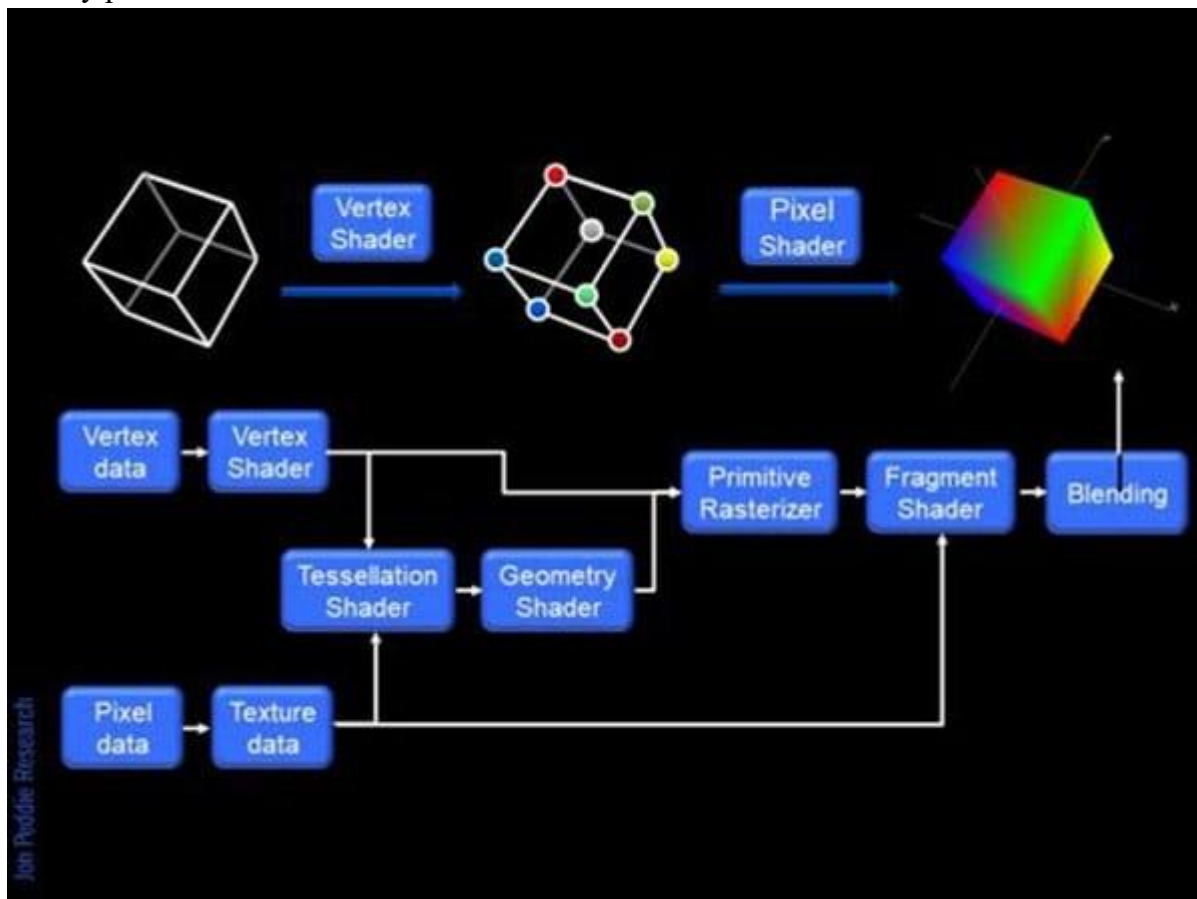 Vertex
Shader
Pixel
Shader
Vertex
data
Vertex
Shader
Primitive
Rasterizer
Fragment
Shader
Blending
Tessellation
Shader
Geometry
Shader
Pixel
data
Texture
data
Jon Peddie Research